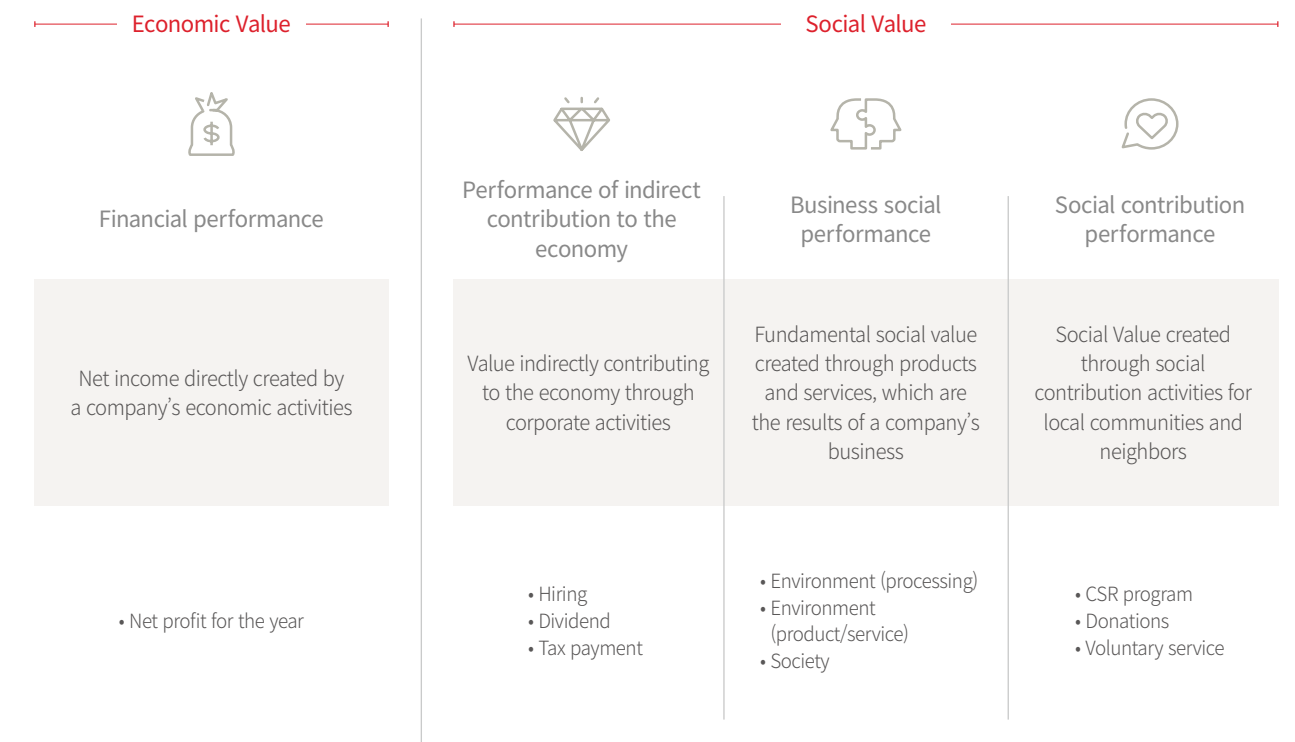 Economic Value
Social Value
$
Financial performance
Performance of indirect
contribution to the
economy
Business social
performance
Social contribution
performance
Net income directly created by
a company’s economic activities
Value indirectly contributing
to the economy through
corporate activities
Fundamental social value
created through products
and services, which are
the results of a company’s
business
Social Value created
through social
contribution activities for
local communities and
neighbors
• Net profit for the year
• Hiring
• Dividend
• Tax payment
• Environment (processing)
• Environment
(product/service)
• Society
• CSR program
• Donations
• Voluntary service